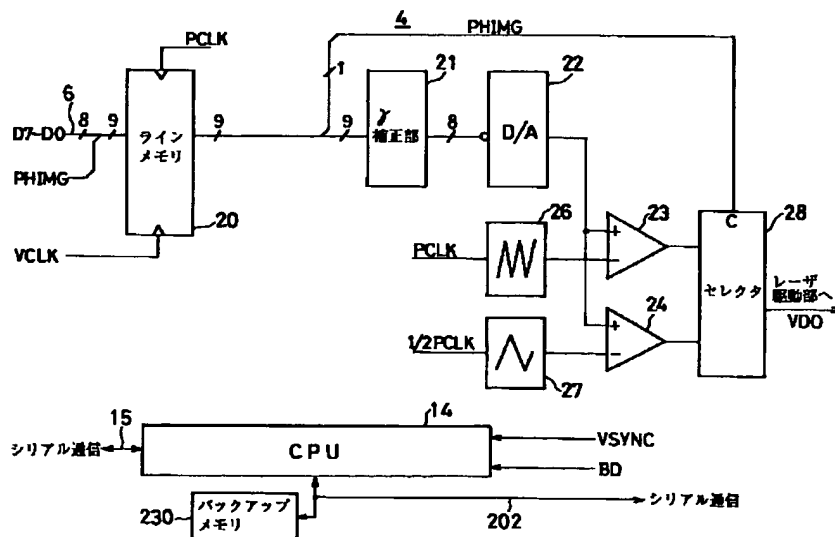 4
PHIMG
PCLK
1
21
22
6
D7-D0
8
9
ライン
メモリ
9
9
γ
補正部
8
D/A
PHIMG
20
26
23
C
28
VCLK
PCLK
セレクタ
レーザ
駆動部へ
VDO
24
1/2PCLK
27
14
15
シリアル通信
CPU
VSYNC
BD
230
バックアップ
メモリ
202
シリアル通信